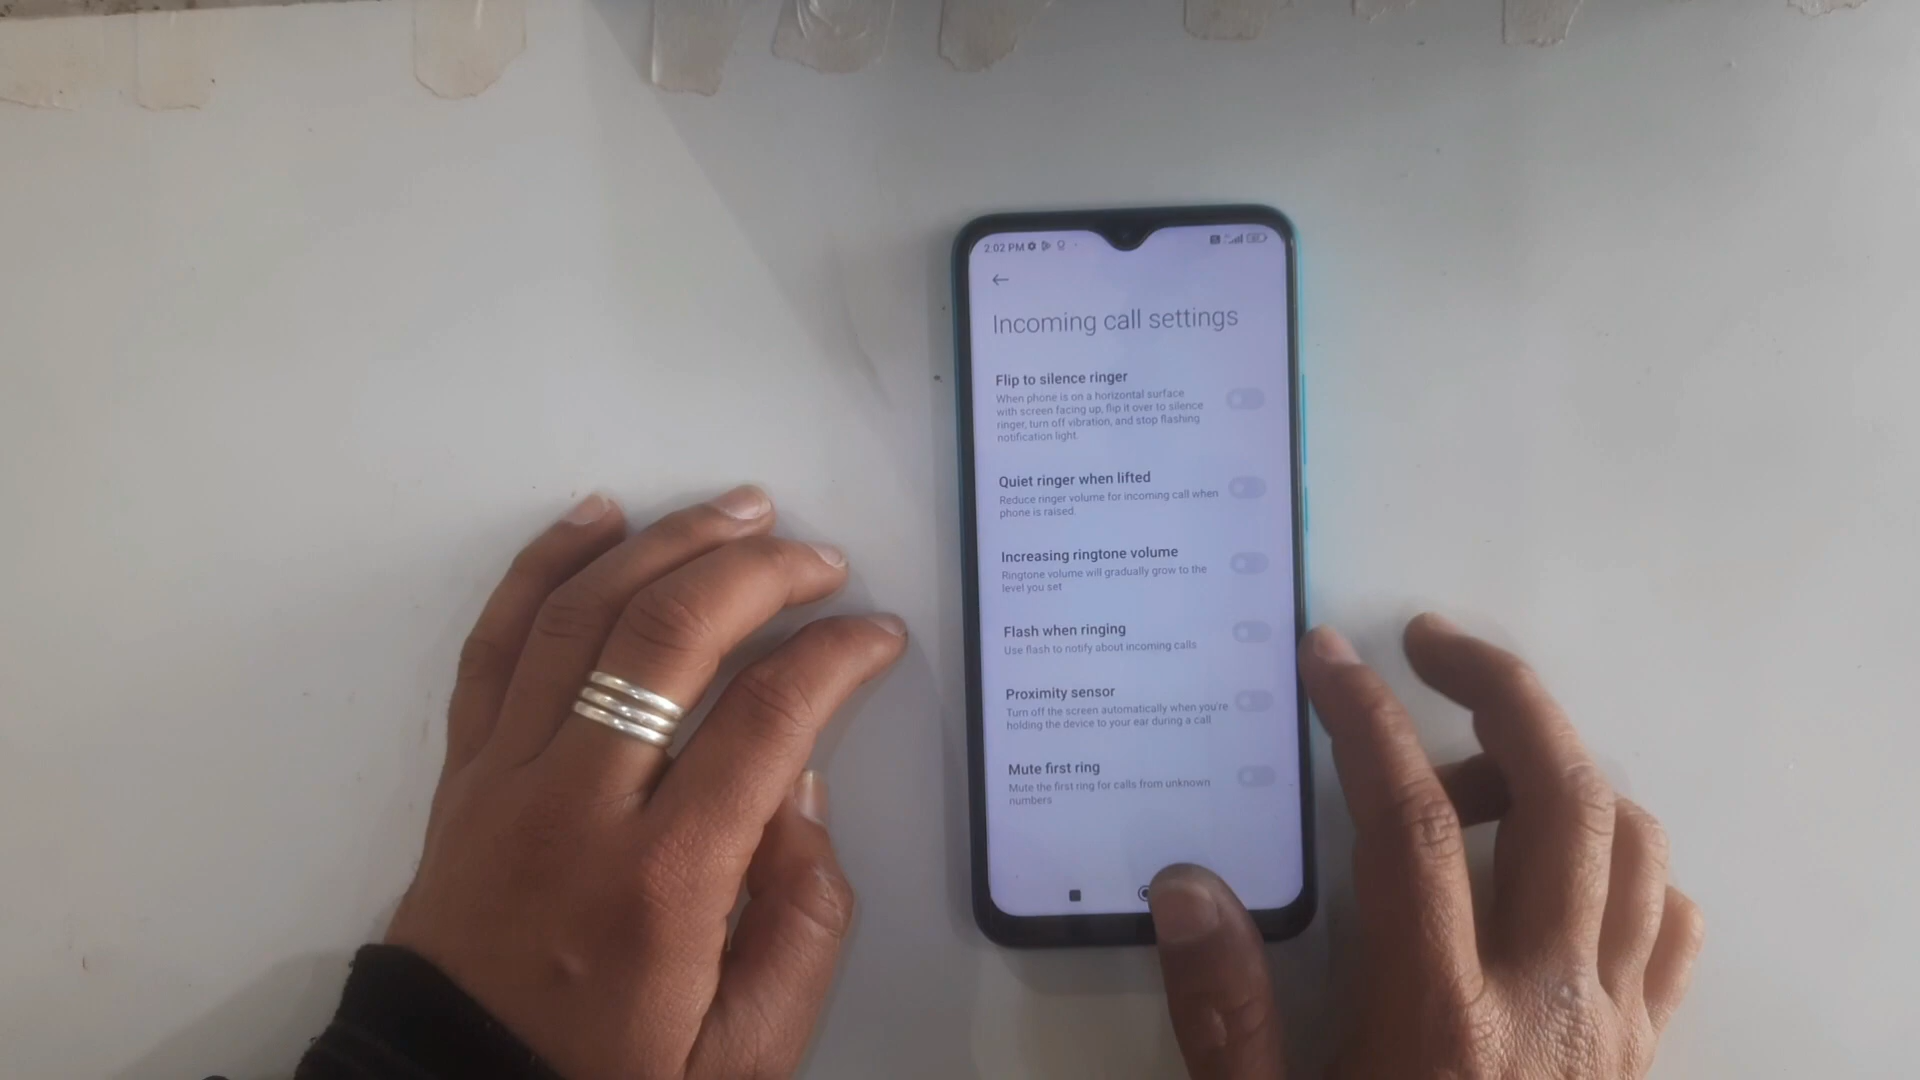 2:02 PM
Incoming call settings
Flip to silence ringer
When phone is on a horizontal surface
with screen facing up, flip it over to silence
ringer, turn off vibration, and stop flashing
notification light.
Quiet ringer when lifted
Reduce ringer volume for incoming call when
phone is raised.
Increasing ringtone volume
Ringtone volume will gradually grow to the
level you set
Flash when ringing
Use flash to notify about incoming calls
Proximity sensor
Turn off the screen automatically when you're
holding the device to your ear during a call
Mute first ring
Mute the first ring for calls from unknown
numbers